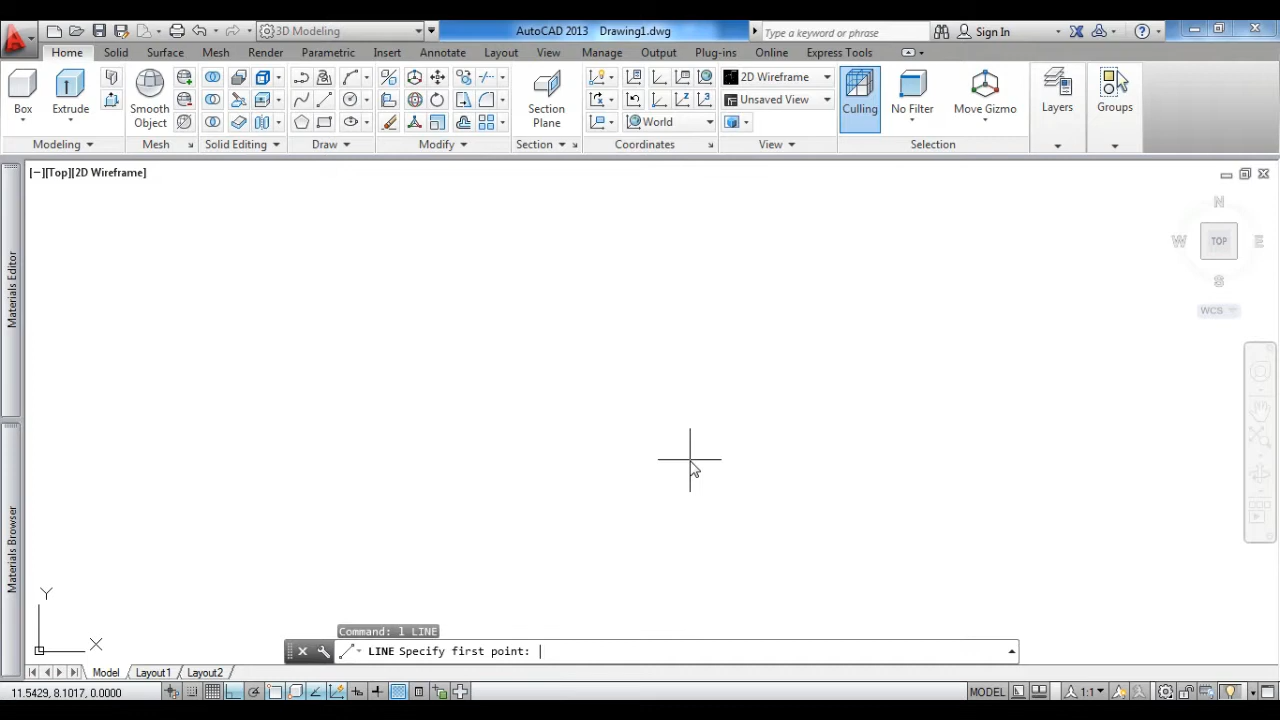 3D Modeling
AutoCAD 2013 Drawing1.dwg
Type a keyword or phrase
Sign In
Home Solid Surface Mesh Render Parametric Insert Annotate Layout View Manage Output Plug-ins Online Express Tools
Box
Extrude
Smooth Object
Section Plane
World
2D Wireframe
Unsaved View
Culling
No Filter
Move Gizmo
Layers
Groups
Modeling Mesh Solid Editing Draw Modify Section Coordinates View Selection
[−][Top][2D Wireframe]
N
W TOP E
S
WCS
Materials Editor
Materials Browser
Y
X
Command: l LINE
LINE Specify first point:
Model Layout1 Layout2
11.5429, 8.1017, 0.0000
MODEL
1:1